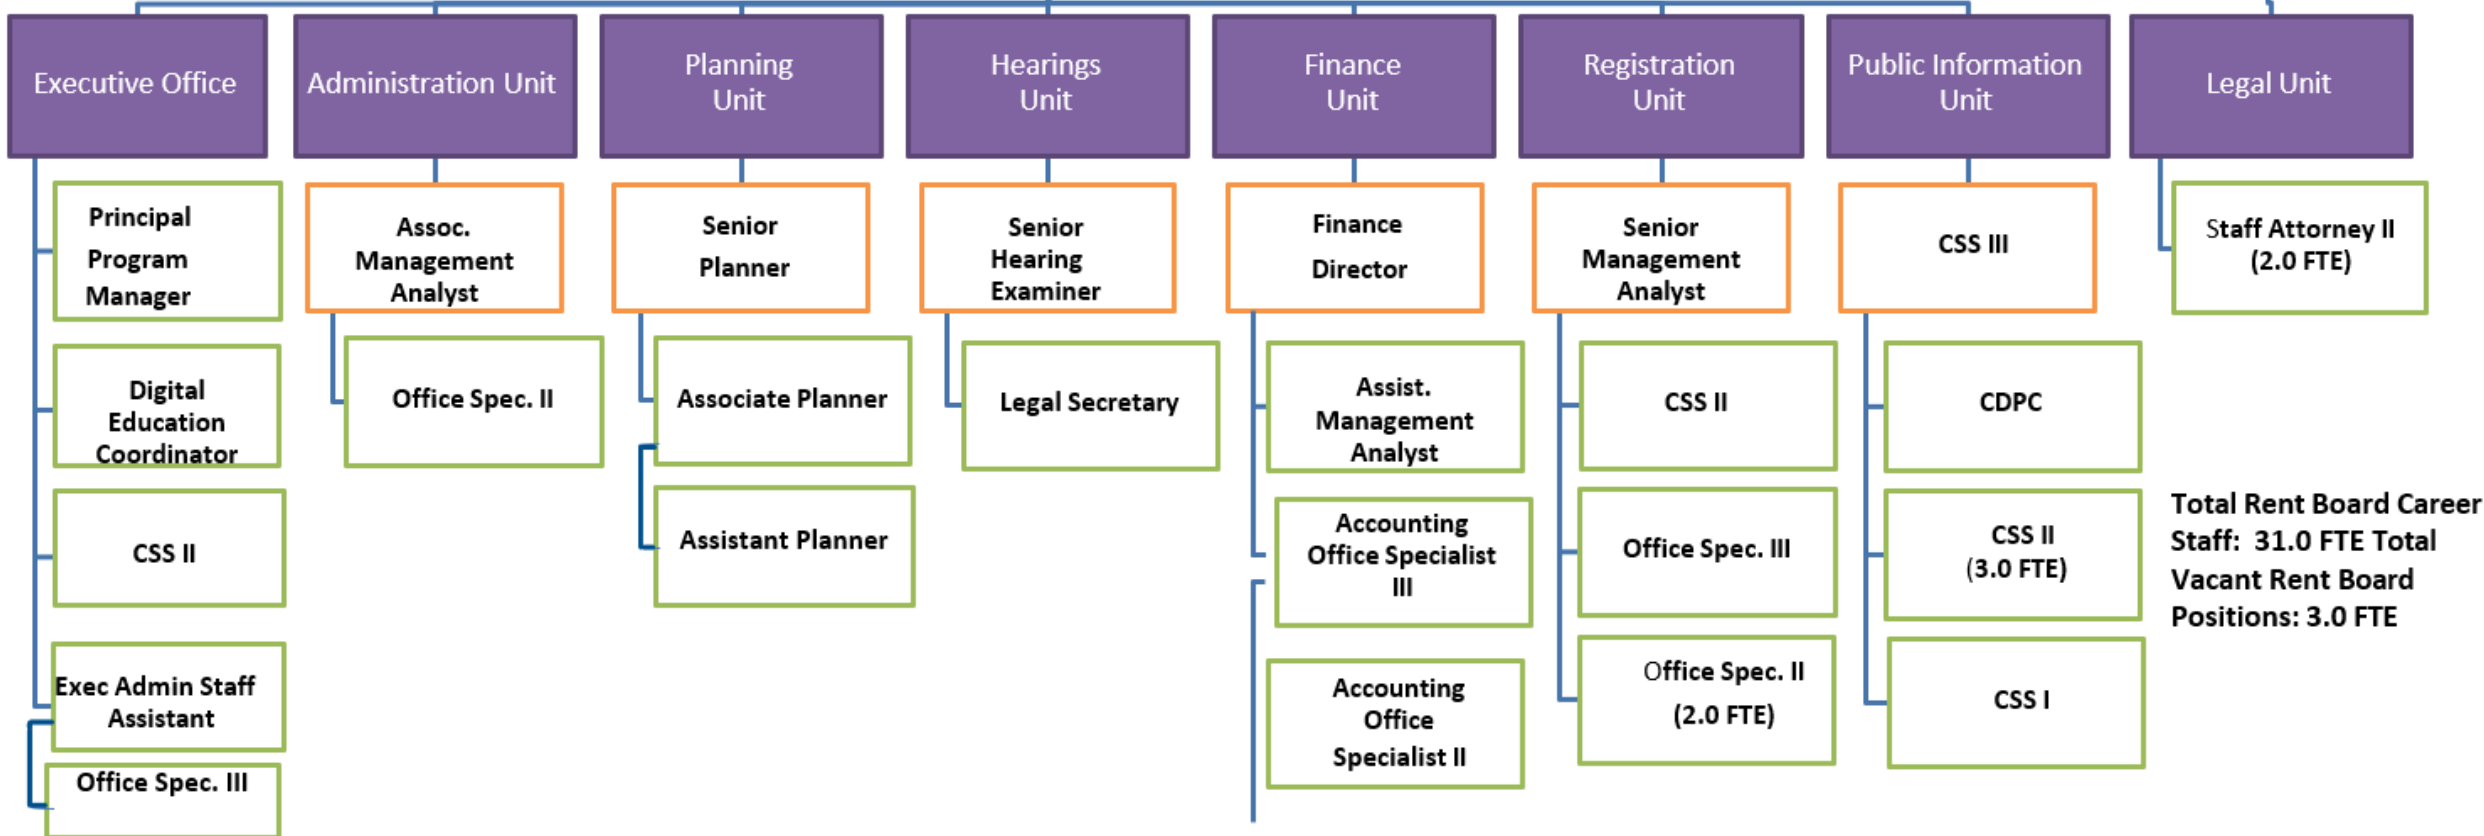 Executive Office
Administration Unit
Planning
Unit
Hearings
Unit
Finance
Unit
Registration
Unit
Public Information
Unit
Legal Unit
Principal
Program
Manager
Digital
Education
Coordinator
CSS II
Exec Admin Staff
Assistant
Office Spec. III
Assoc.
Management
Analyst
Office Spec. II
Senior
Planner
Associate Planner
Assistant Planner
Senior
Hearing
Examiner
Legal Secretary
Finance
Director
Assist.
Management
Analyst
Accounting
Office Specialist
III
Accounting
Office
Specialist II
Senior
Management
Analyst
CSS II
Office Spec. III
Office Spec. II
(2.0 FTE)
CSS III
CDPC
CSS II
(3.0 FTE)
CSS I
Staff Attorney II
(2.0 FTE)
Total Rent Board Career
Staff: 31.0 FTE Total
Vacant Rent Board
Positions: 3.0 FTE